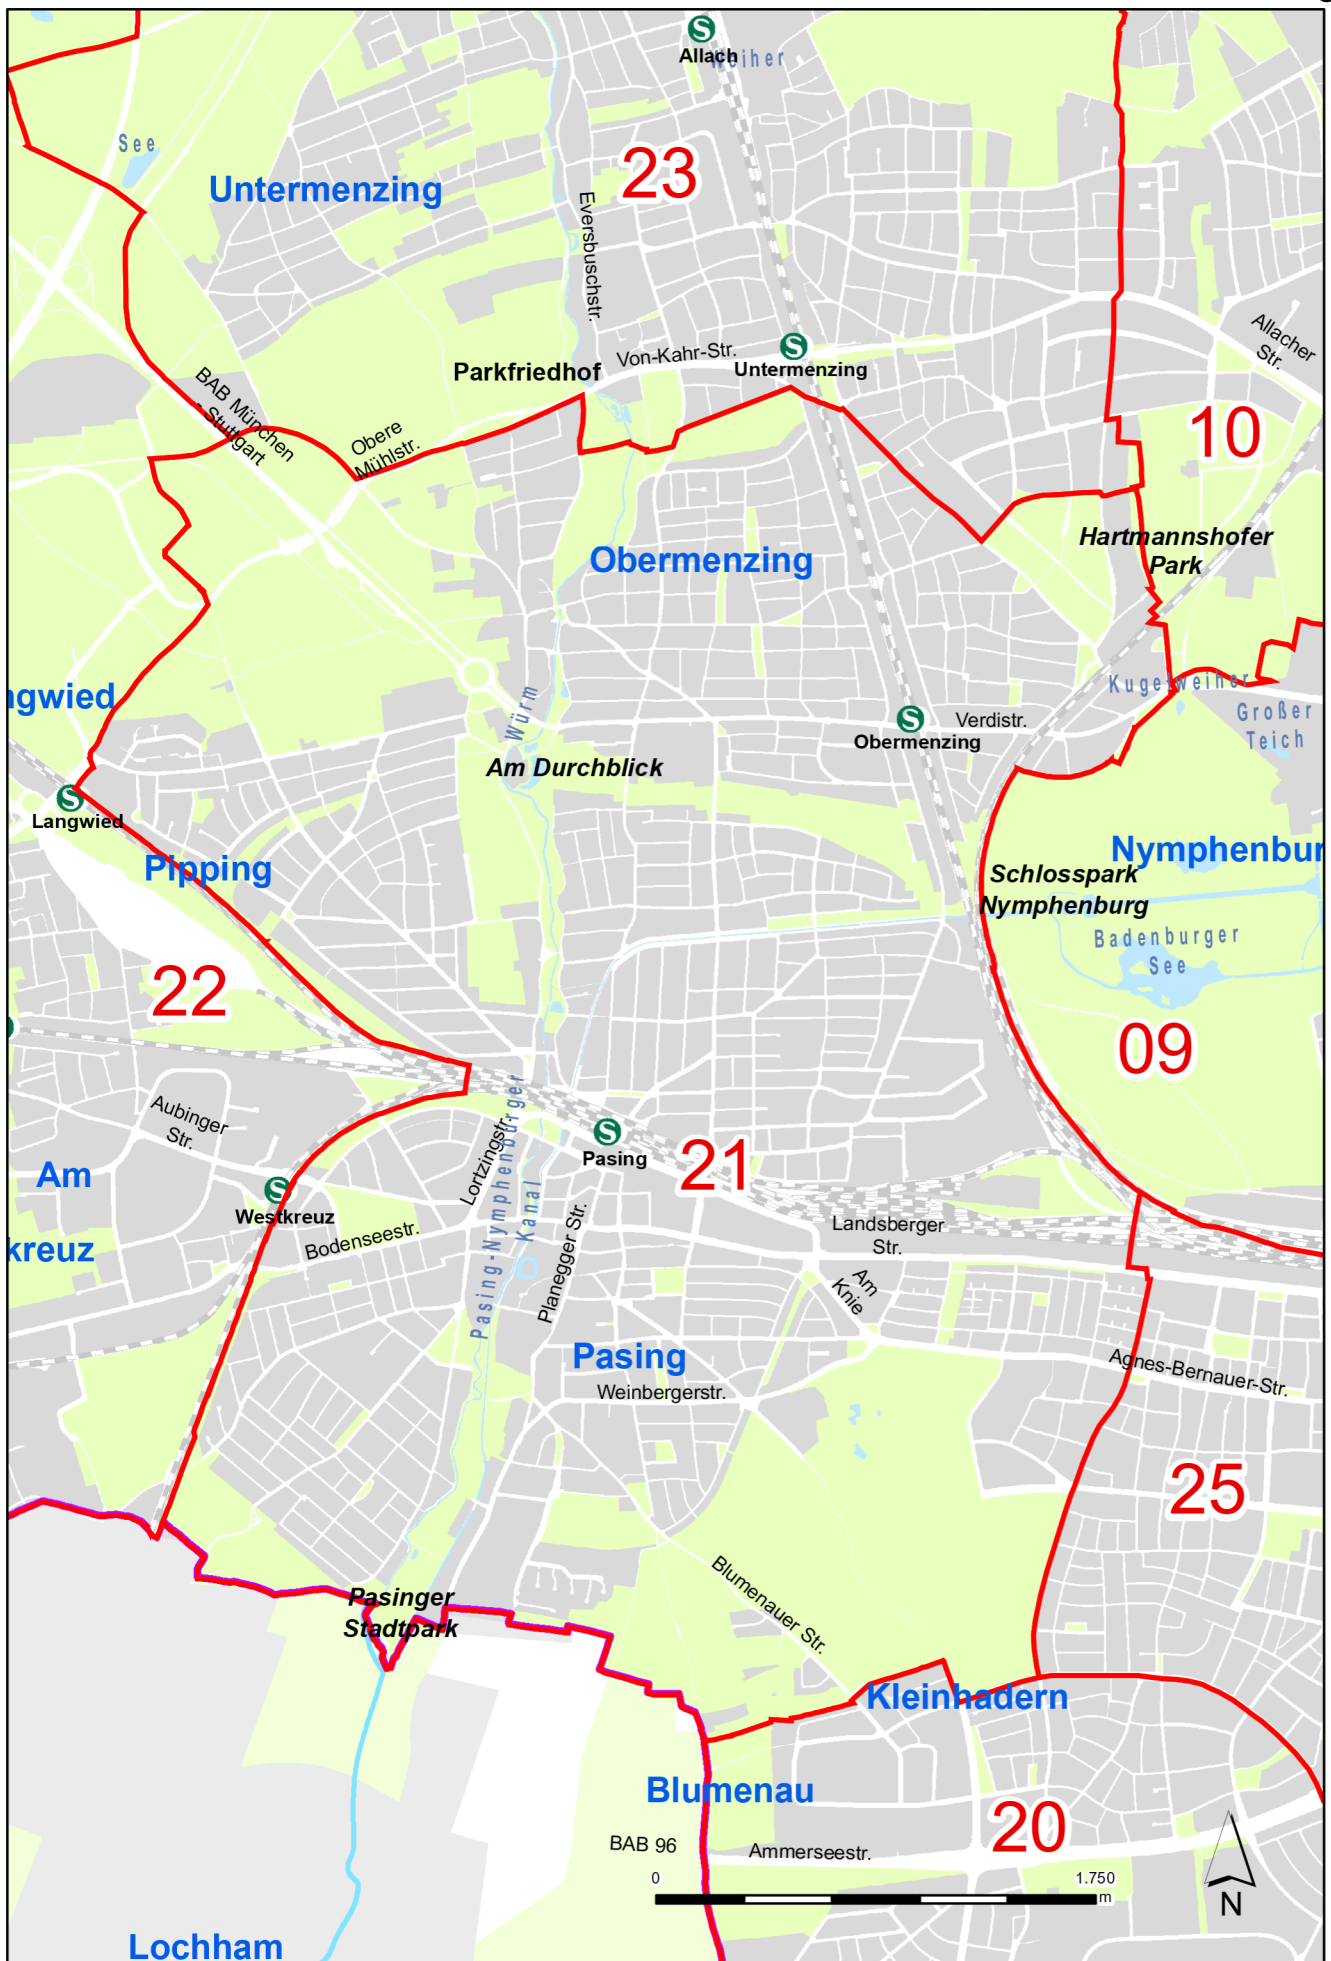 S
Allach
Weiher
See
Untermenzing
23
Eversbuschstr.
Allacher
Str.
Von-Kahr-Str.
S
Untermenzing
Parkfriedhof
BAB München
- Stuttgart
Obere
Mühlstr.
10
Hartmannshofer
Park
Obermenzing
ngwied
Würm
Kugelweiher
Großer
Teich
S
Obermenzing
Verdistr.
Am Durchblick
S
Langwied
Pipping
Nymphenbur
Schlosspark
Nymphenburg
Badenburger
See
22
09
Aubinger
Str.
Lortzingstr.
Pasing-Nymphenburger
Kanal
S
Pasing
21
Am
kreuz
S
Westkreuz
Bodenseestr.
Planegger Str.
Landsberger
Str.
Am
Knie
Pasing
Weinbergerstr.
Agnes-Bernauer-Str.
25
Blumenauer Str.
Pasinger
Stadtpark
Kleinhadern
Blumenau
20
BAB 96
Ammerseestr.
0
1.750
m
N
Lochham